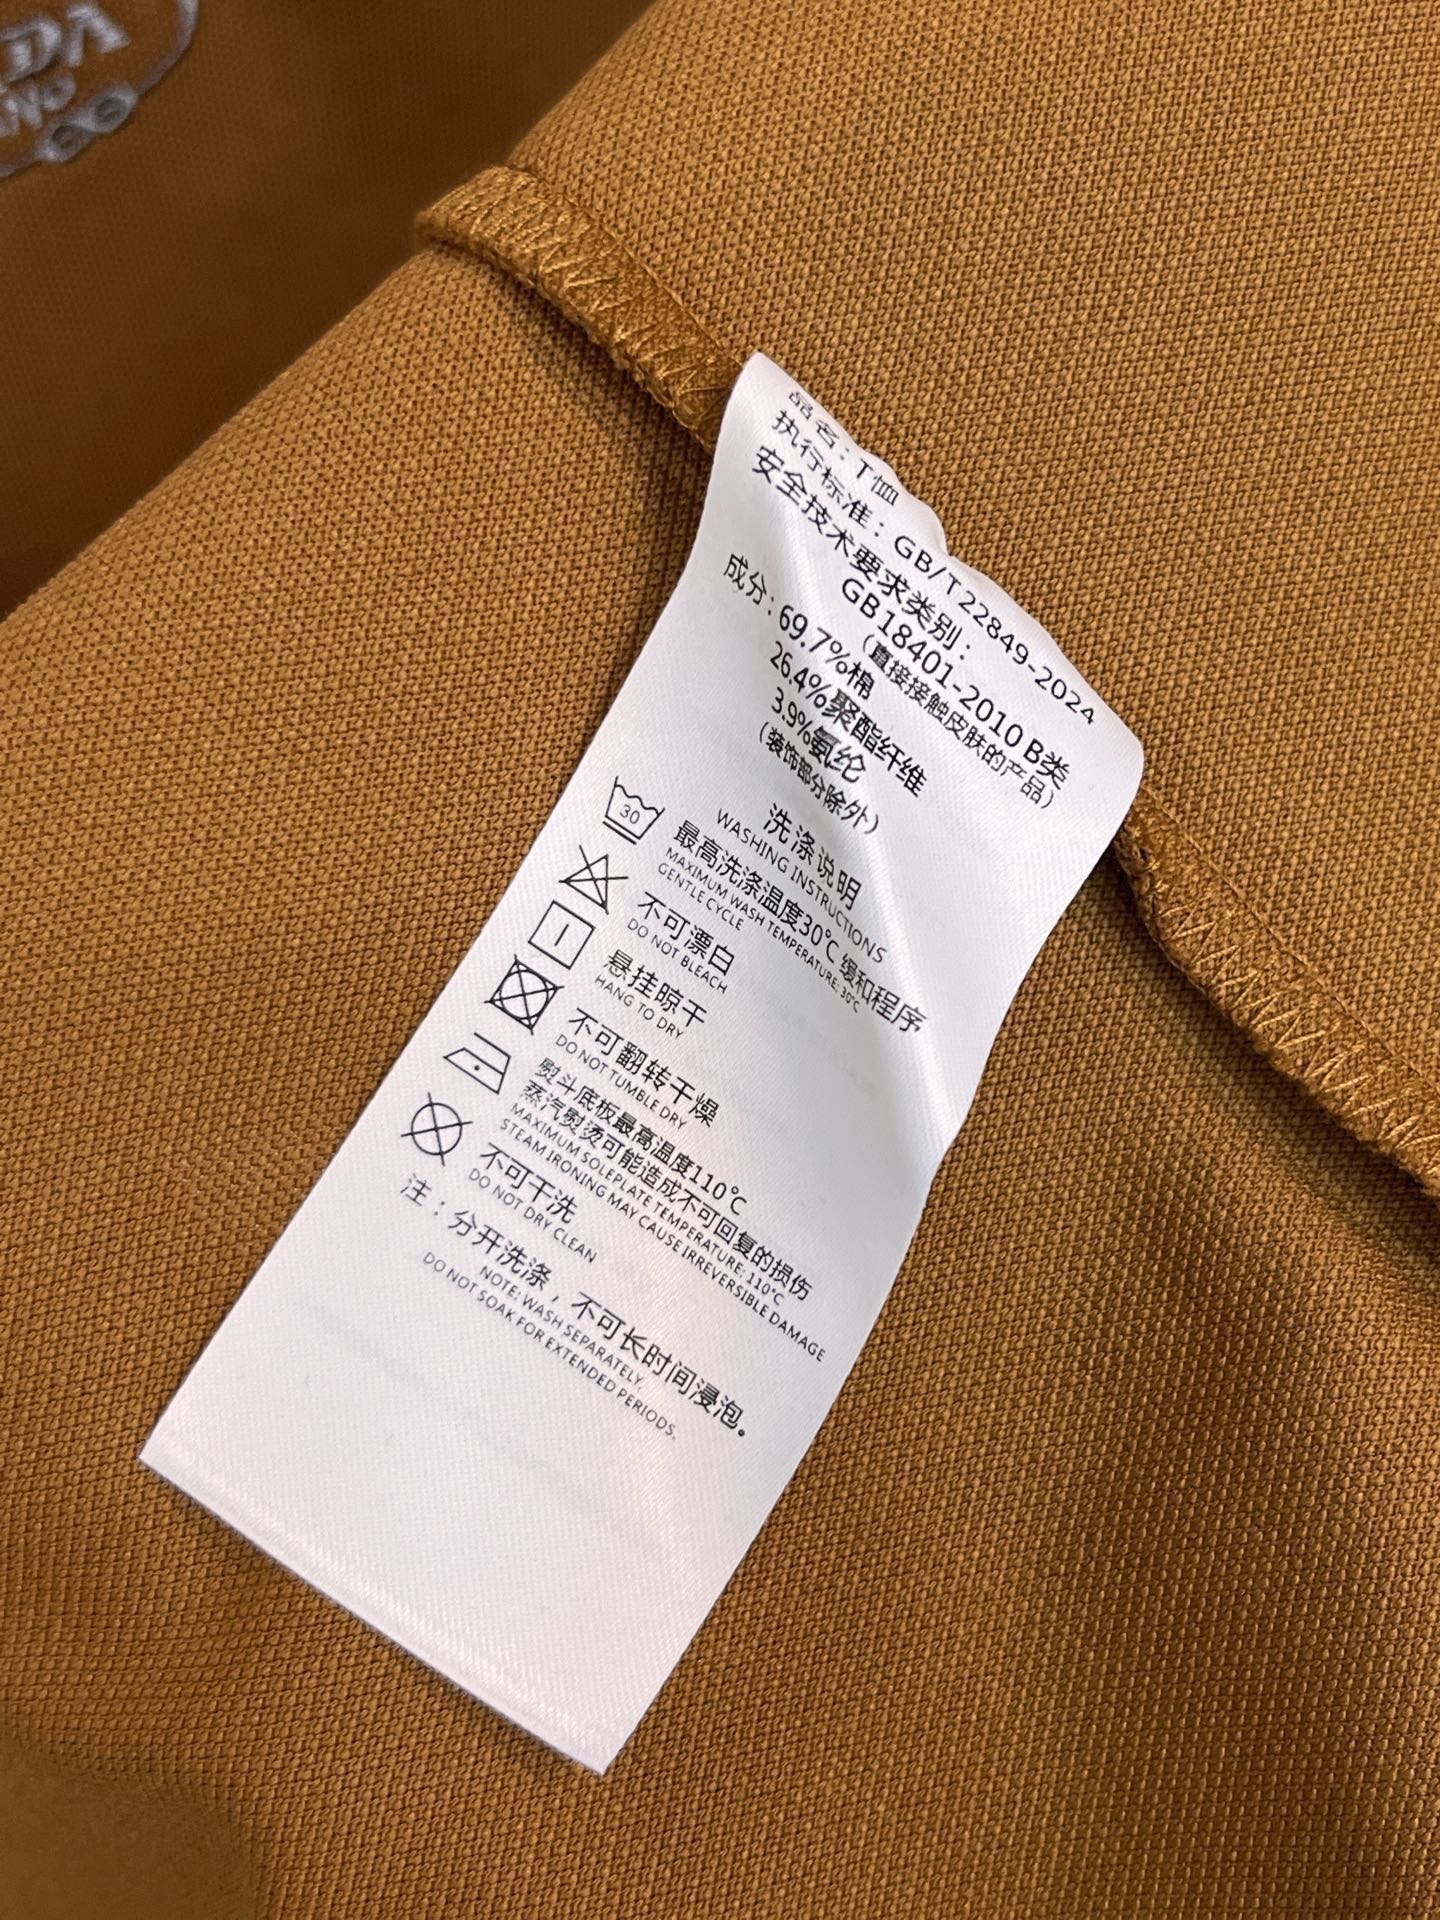 DA
品名：T恤
执行标准：GB/T22849-2024
安全技术要求类别：
GB18401-2010 B类
(直接接触皮肤的产品)
成分：69.7%棉
26.4%聚酯纤维
3.9%氨纶
(装饰部分除外)
洗涤说明
WASHING INSTRUCTIONS
30
最高洗涤温度30℃ 缓和程序
MAXIMUM WASH TEMPERATURE: 30℃
GENTLE CYCLE
不可漂白
DO NOT BLEACH
悬挂晾干
HANG TO DRY
不可翻转干燥
DO NOT TUMBLE DRY
熨斗底板最高温度110℃
蒸汽熨烫可能造成不可回复的损伤
MAXIMUM SOLEPLATE TEMPERATURE: 110℃
STEAM IRONING MAY CAUSE IRREVERSIBLE DAMAGE
不可干洗
DO NOT DRY CLEAN
注：分开洗涤，不可长时间浸泡。
NOTE: WASH SEPARATELY,
DO NOT SOAK FOR EXTENDED PERIODS.